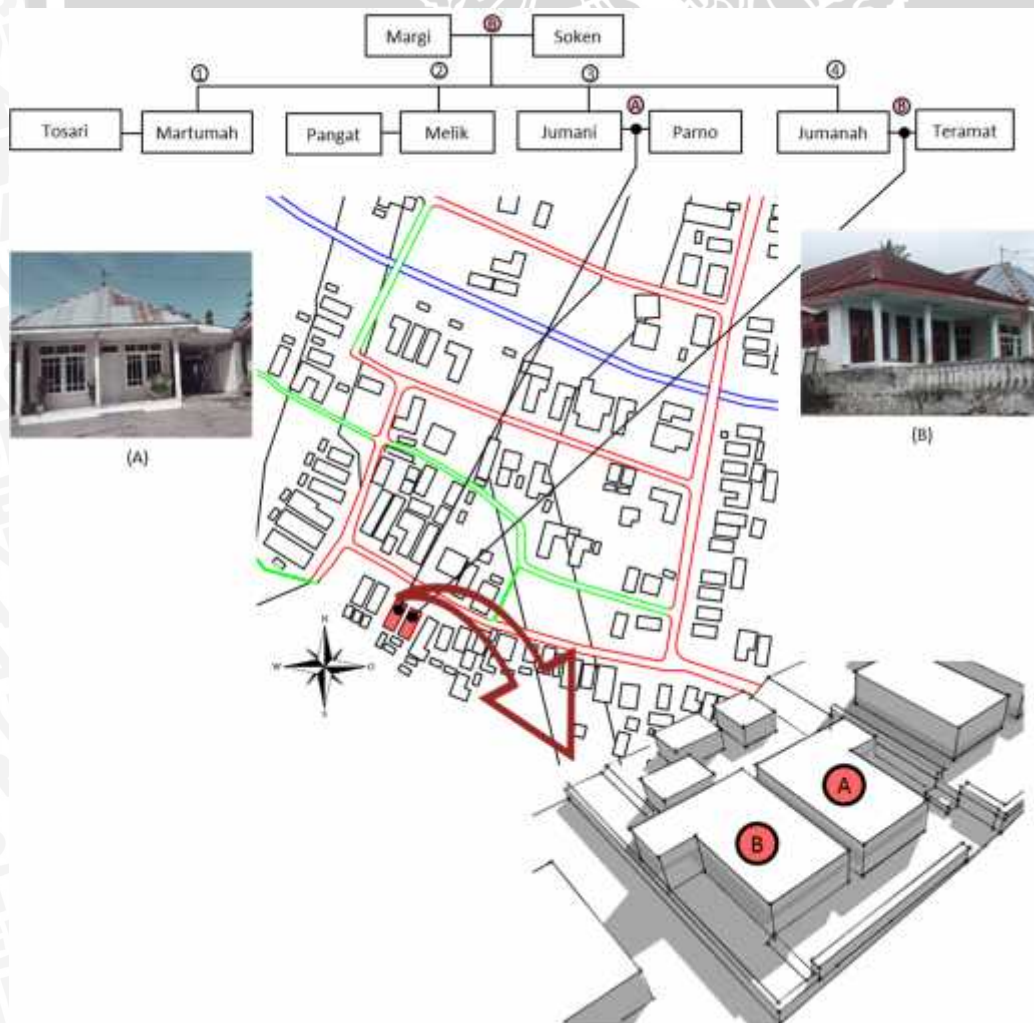 Margi
B
Soken
1
2
3
4
A
B
Tosari
Martumah
Pangat
Melik
Jumani
Parno
Jumanah
Teramat
(A)
(B)
N
W
O
S
A
B